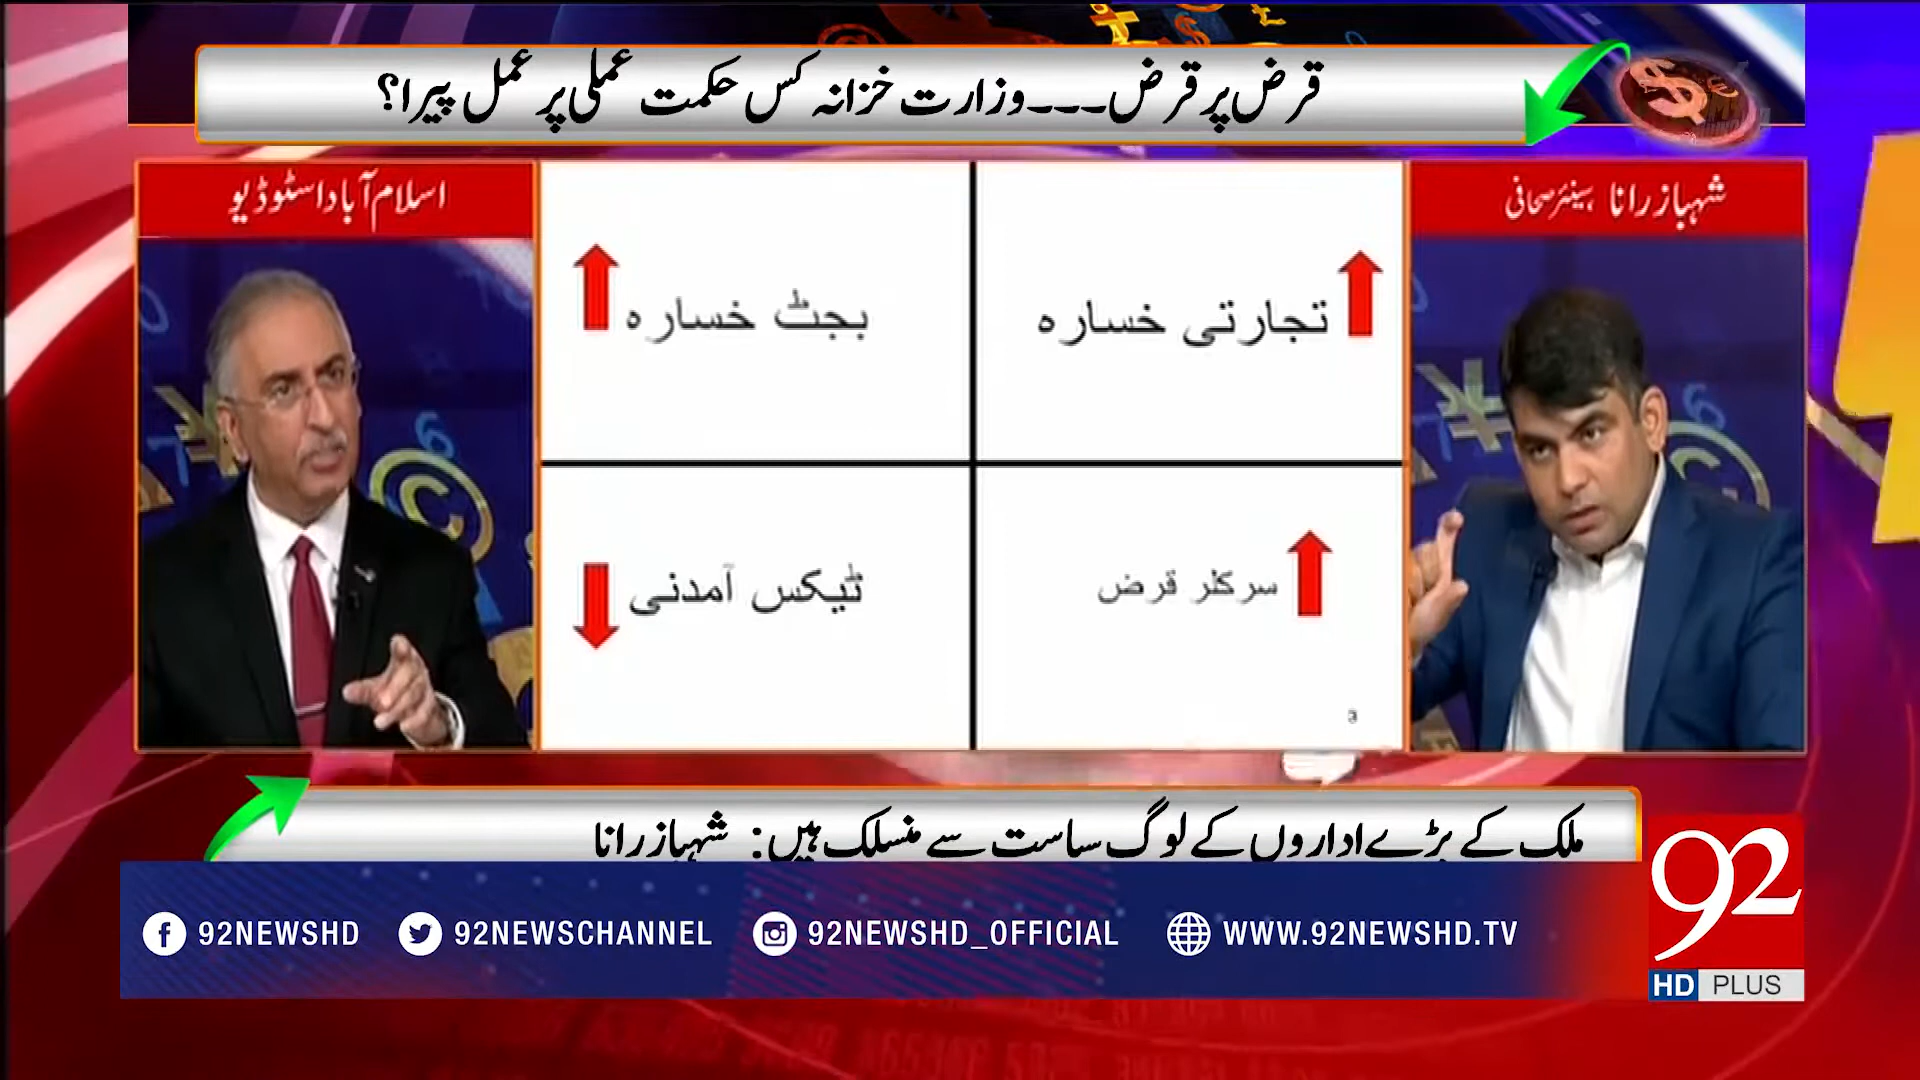 قرض پر قرض۔۔۔وزارت خزانہ کس حکمت عملی پر عمل پیرا؟
شہباز رانا سینئر صحافی
اسلام آباد اسٹوڈیو
تجارتی خسارہ
بجٹ خسارہ
سرکلر قرض
ٹیکس آمدنی
3
ملک کے بڑے اداروں کے لوگ ساست سے منسلک ہیں: شہباز رانا
92NEWSHD
92NEWSCHANNEL
92NEWSHD_OFFICIAL
WWW.92NEWSHD.TV
92
HD PLUS